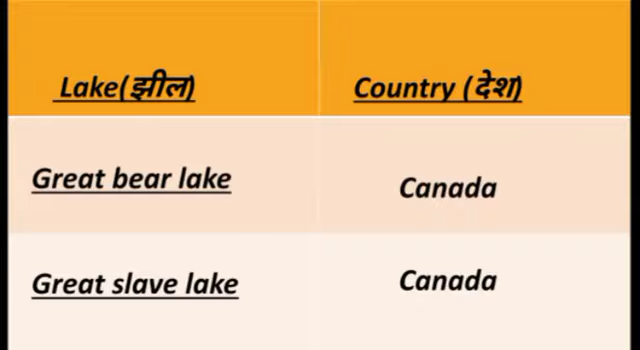 Lake(झील) Country (देश)
Great bear lake Canada
Great slave lake Canada